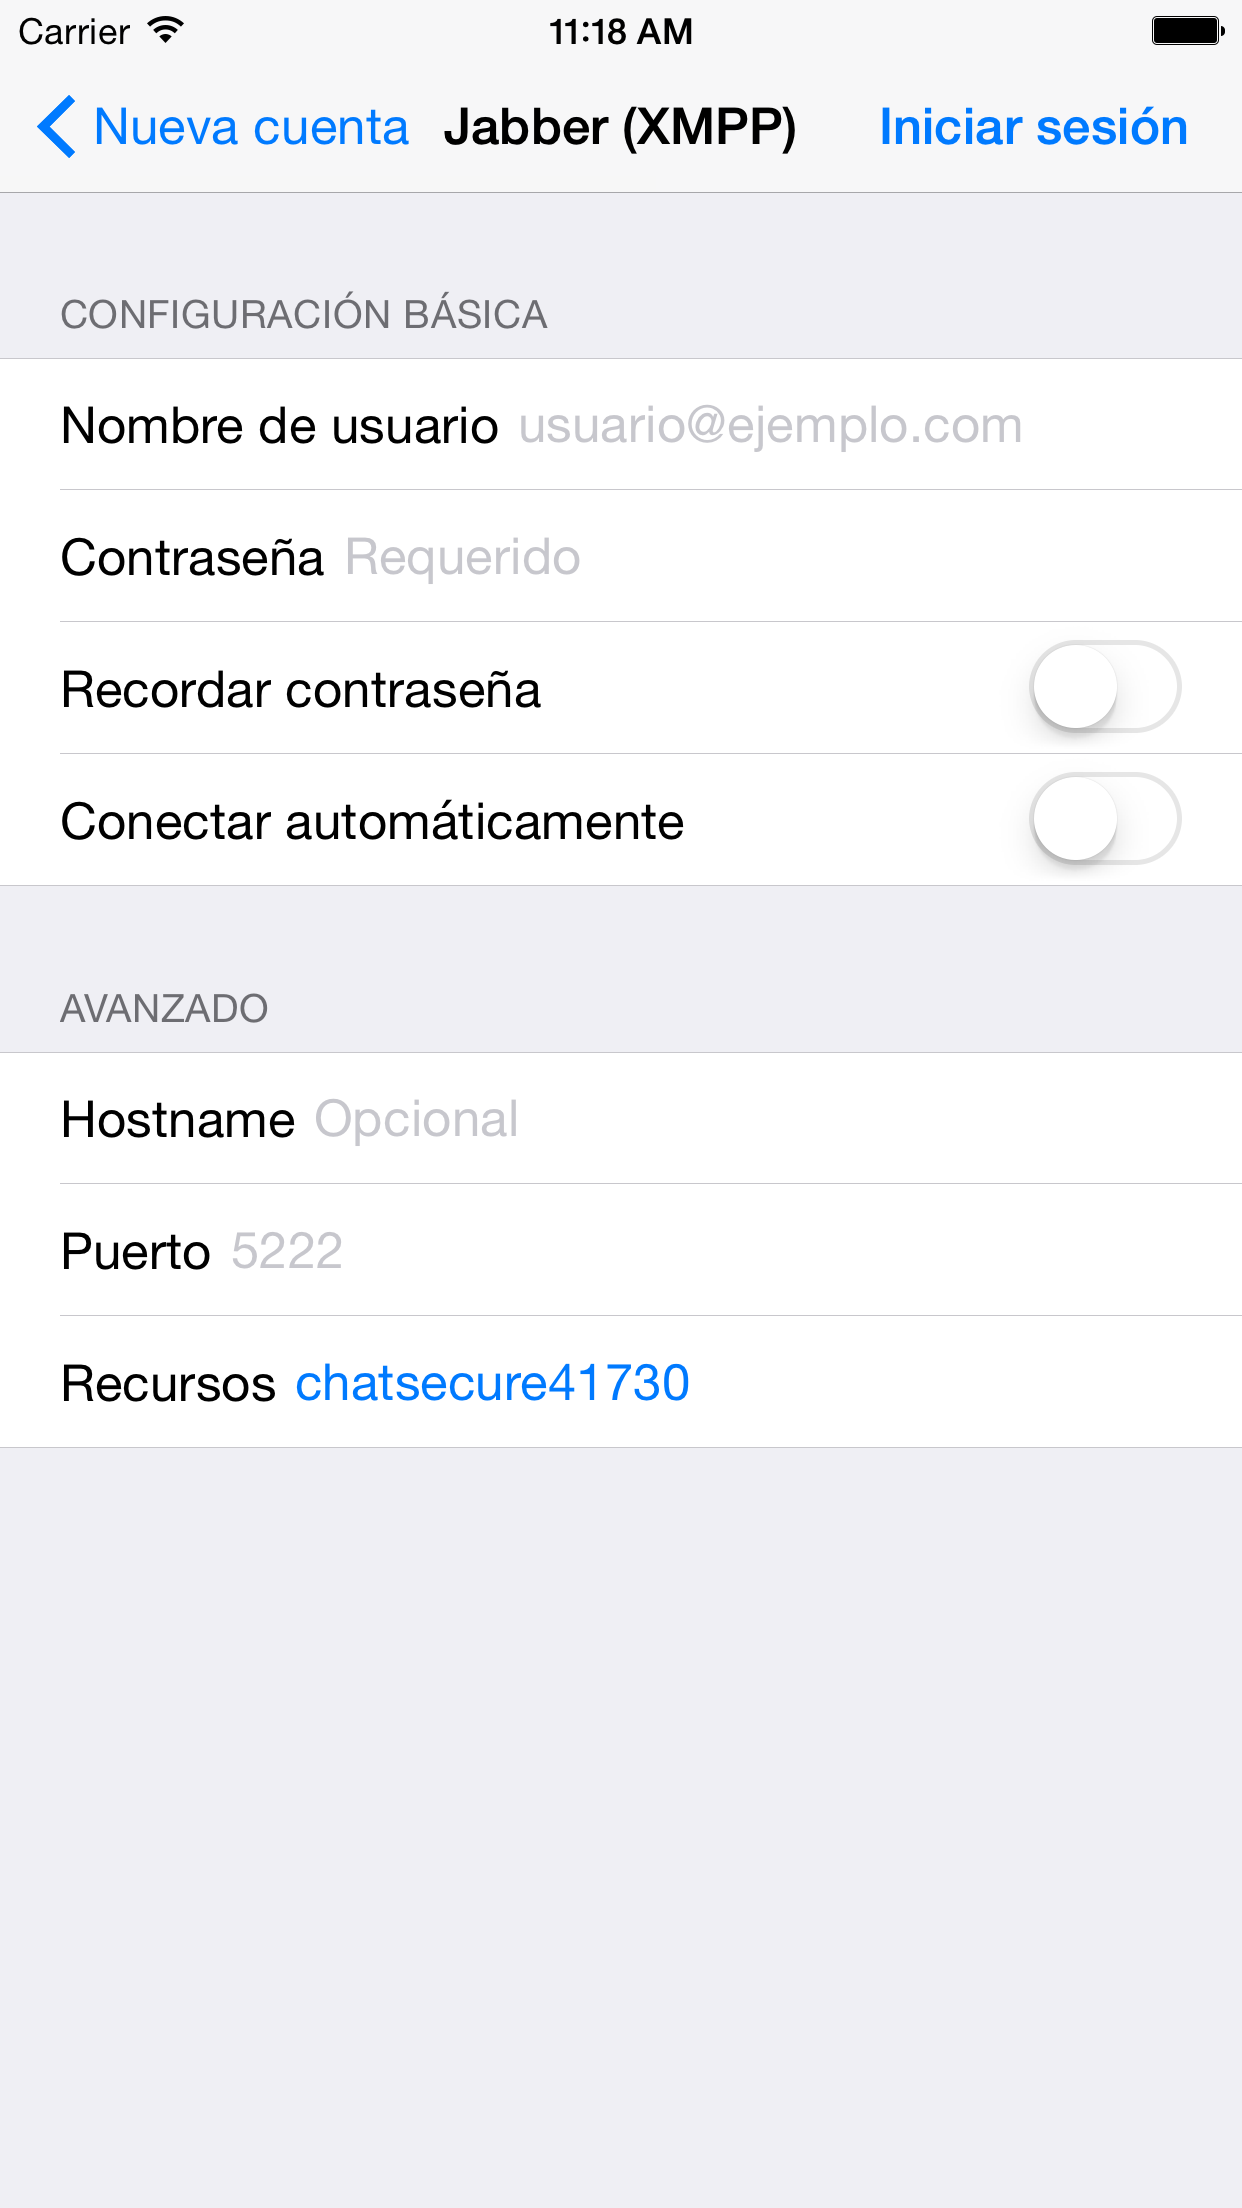 Carrier 11:18 AM
Nueva cuenta Jabber (XMPP) Iniciar sesión
CONFIGURACIÓN BÁSICA
Nombre de usuario usuario@ejemplo.com
Contraseña Requerido
Recordar contraseña
Conectar automáticamente
AVANZADO
Hostname Opcional
Puerto 5222
Recursos chatsecure41730